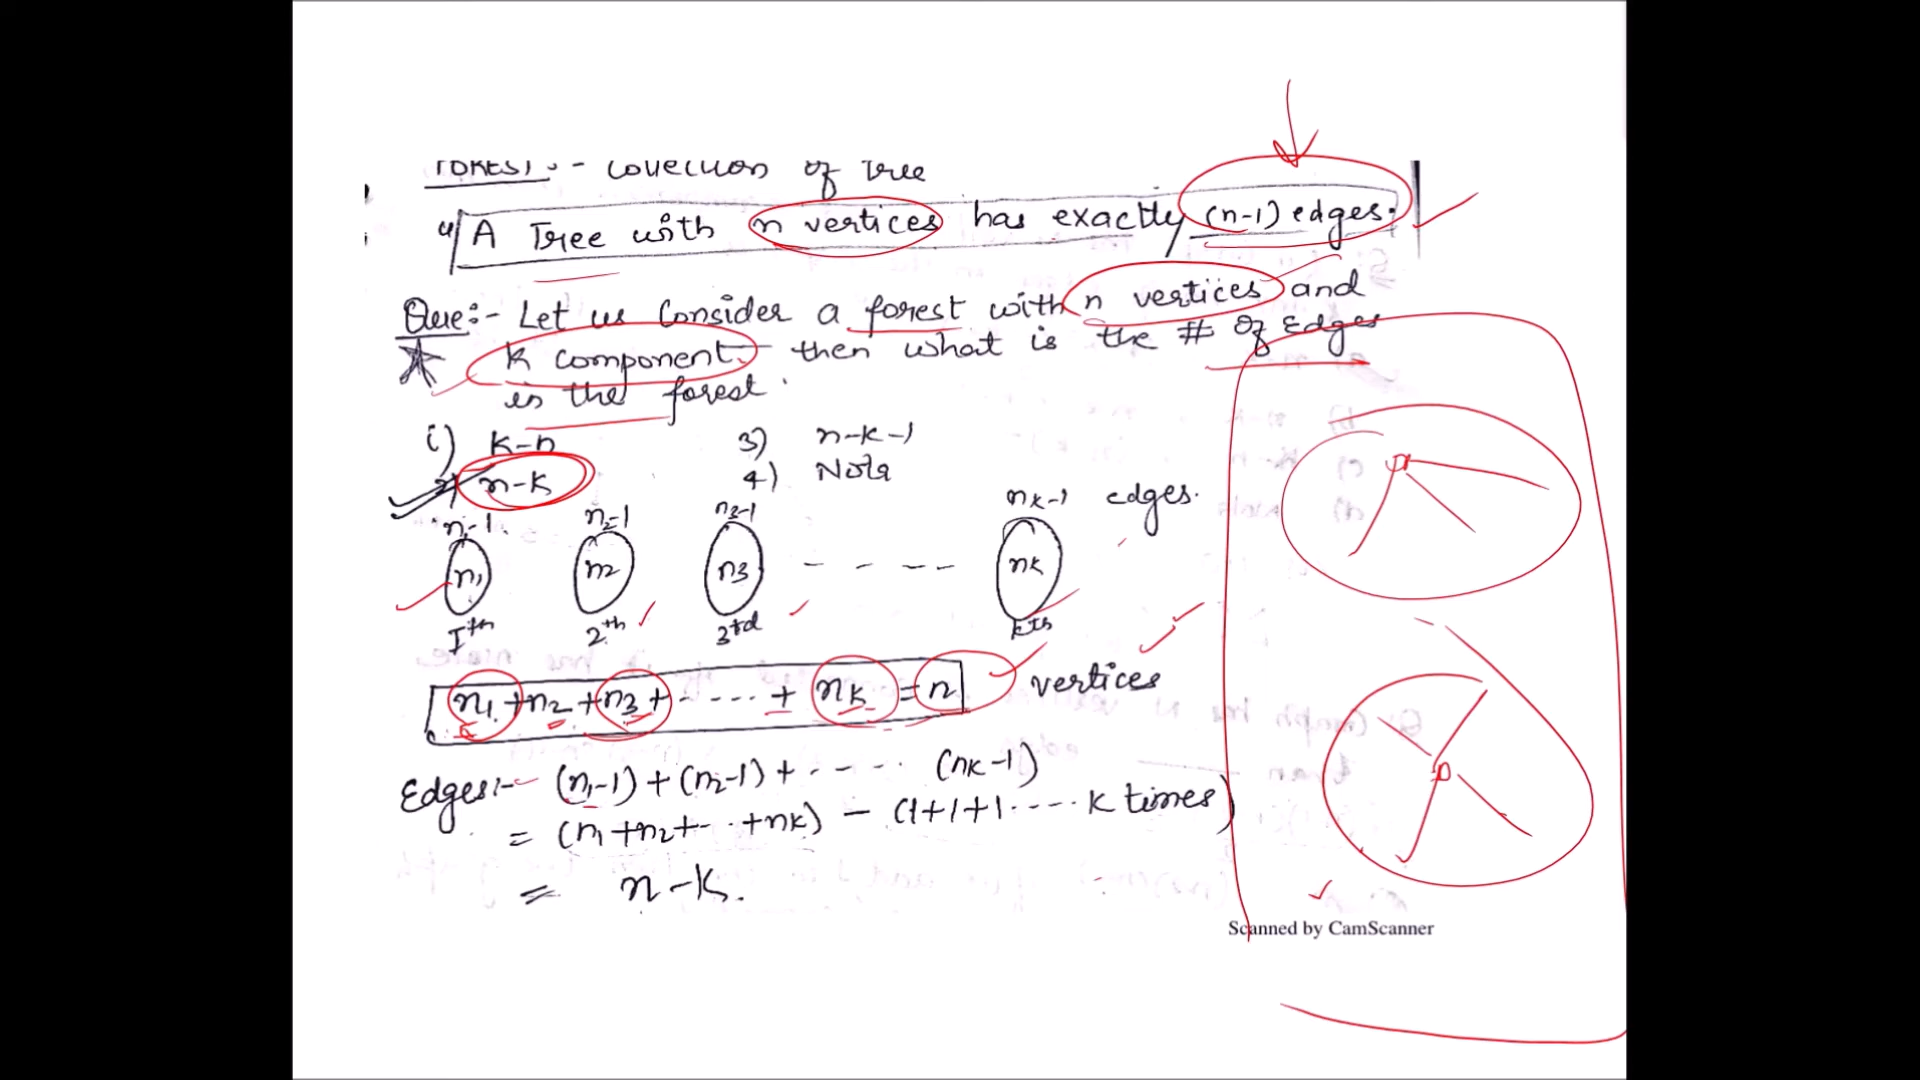 FOREST :- Collection of Tree
4) A Tree with n vertices has exactly (n-1) edges.
Que:- Let us Consider a forest with n vertices and
K component. then what is the # of Edges
in the forest.
i) K-n 3) n-k-1
2) n-k 4) Nota
n1-1. n2-1 n3-1 nk-1 edges.
n1 n2 n3 - - - - nk
Ith 2th 3rd Kth
n1+n2+n3+ ----- + nk = n vertices
Edges:- (n1-1)+(n2-1)+ ----- (nk-1)
= (n1+n2+---+nk) - (1+1+1---- K times)
= n-K.
Scanned by CamScanner